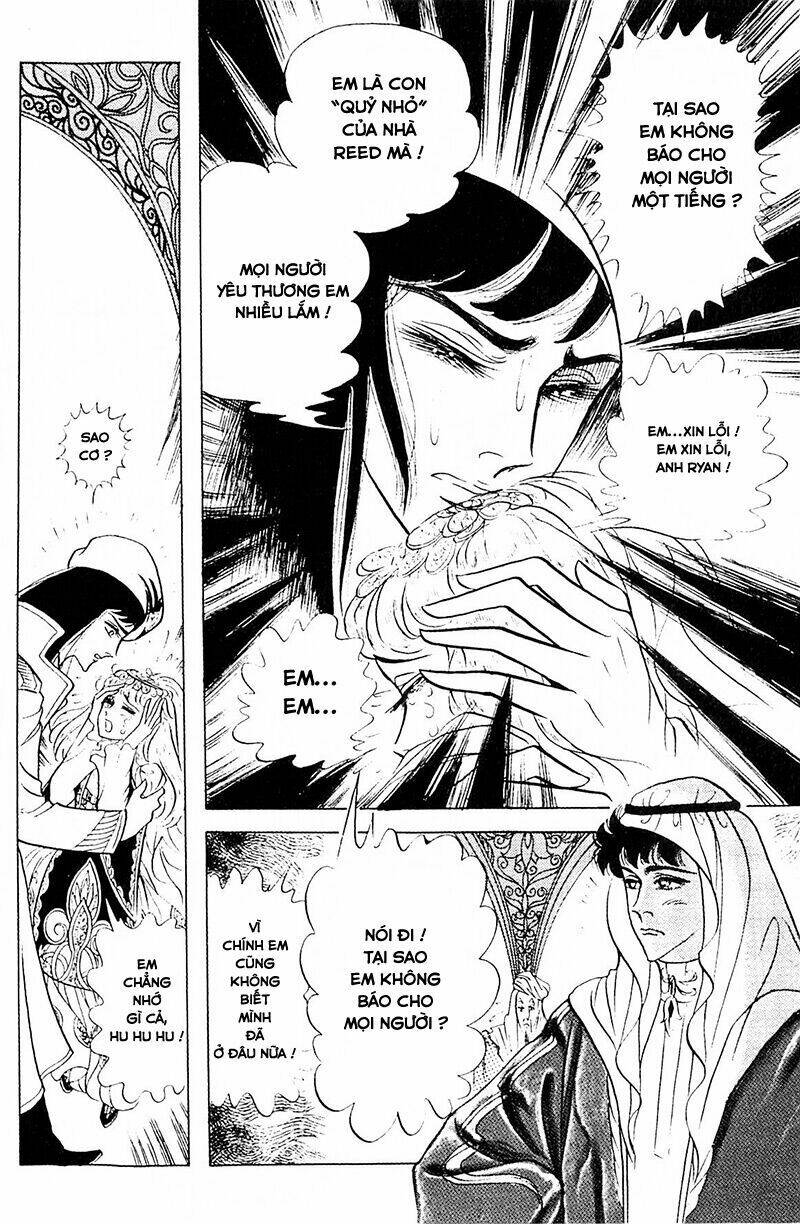 TẠI SAO
EM KHÔNG
BÁO CHO
MỌI NGƯỜI
MỘT TIẾNG ?
EM LÀ CON
“QUỶ NHỎ”
CỦA NHÀ
REED MÀ !
MỌI NGƯỜI
YÊU THƯƠNG EM
NHIỀU LẮM !
EM...XIN LỖI !
EM XIN LỖI,
ANH RYAN !
EM...
EM...
NÓI ĐI !
TẠI SAO
EM KHÔNG
BÁO CHO
MỌI NGƯỜI ?
VÌ
CHÍNH EM
CŨNG
KHÔNG
BIẾT
MÌNH
ĐÃ
Ở ĐÂU NỮA !
SAO
CƠ ?
EM
CHẲNG
NHỚ
GÌ CẢ,
HU HU HU !